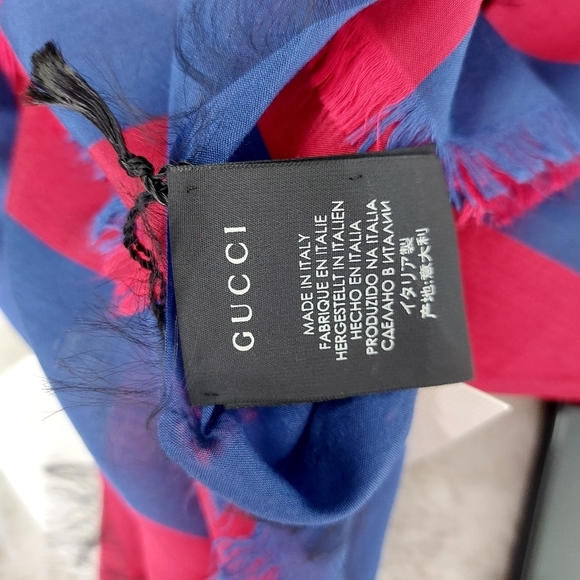 GUCCI
MADE IN ITALY
FABRIQUE EN ITALIE
HERGESTELLT IN ITALIEN
HECHO EN ITALIA
PRODUZIDO NA ITALIA
СДЕЛАНО В ИТАЛИИ
イタリア製
产地:意大利